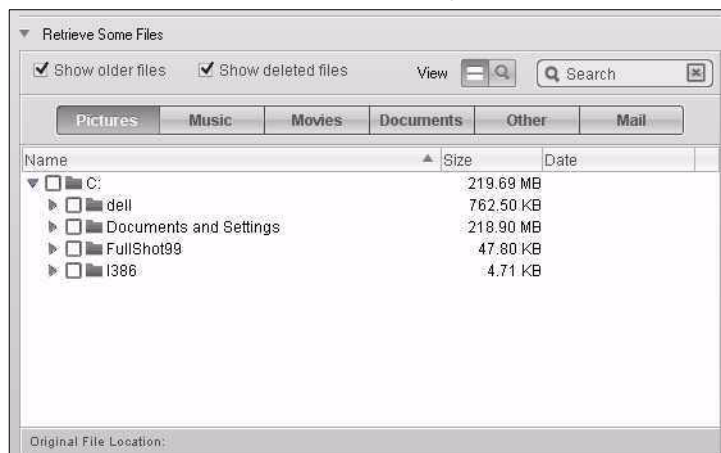 Retrieve Some Files
Show older files Show deleted files View Search
Pictures Music Movies Documents Other Mail
Name Size Date
C: 219.69 MB
dell 762.50 KB
Documents and Settings 218.90 MB
FullShot99 47.80 KB
I386 4.71 KB
Original File Location: